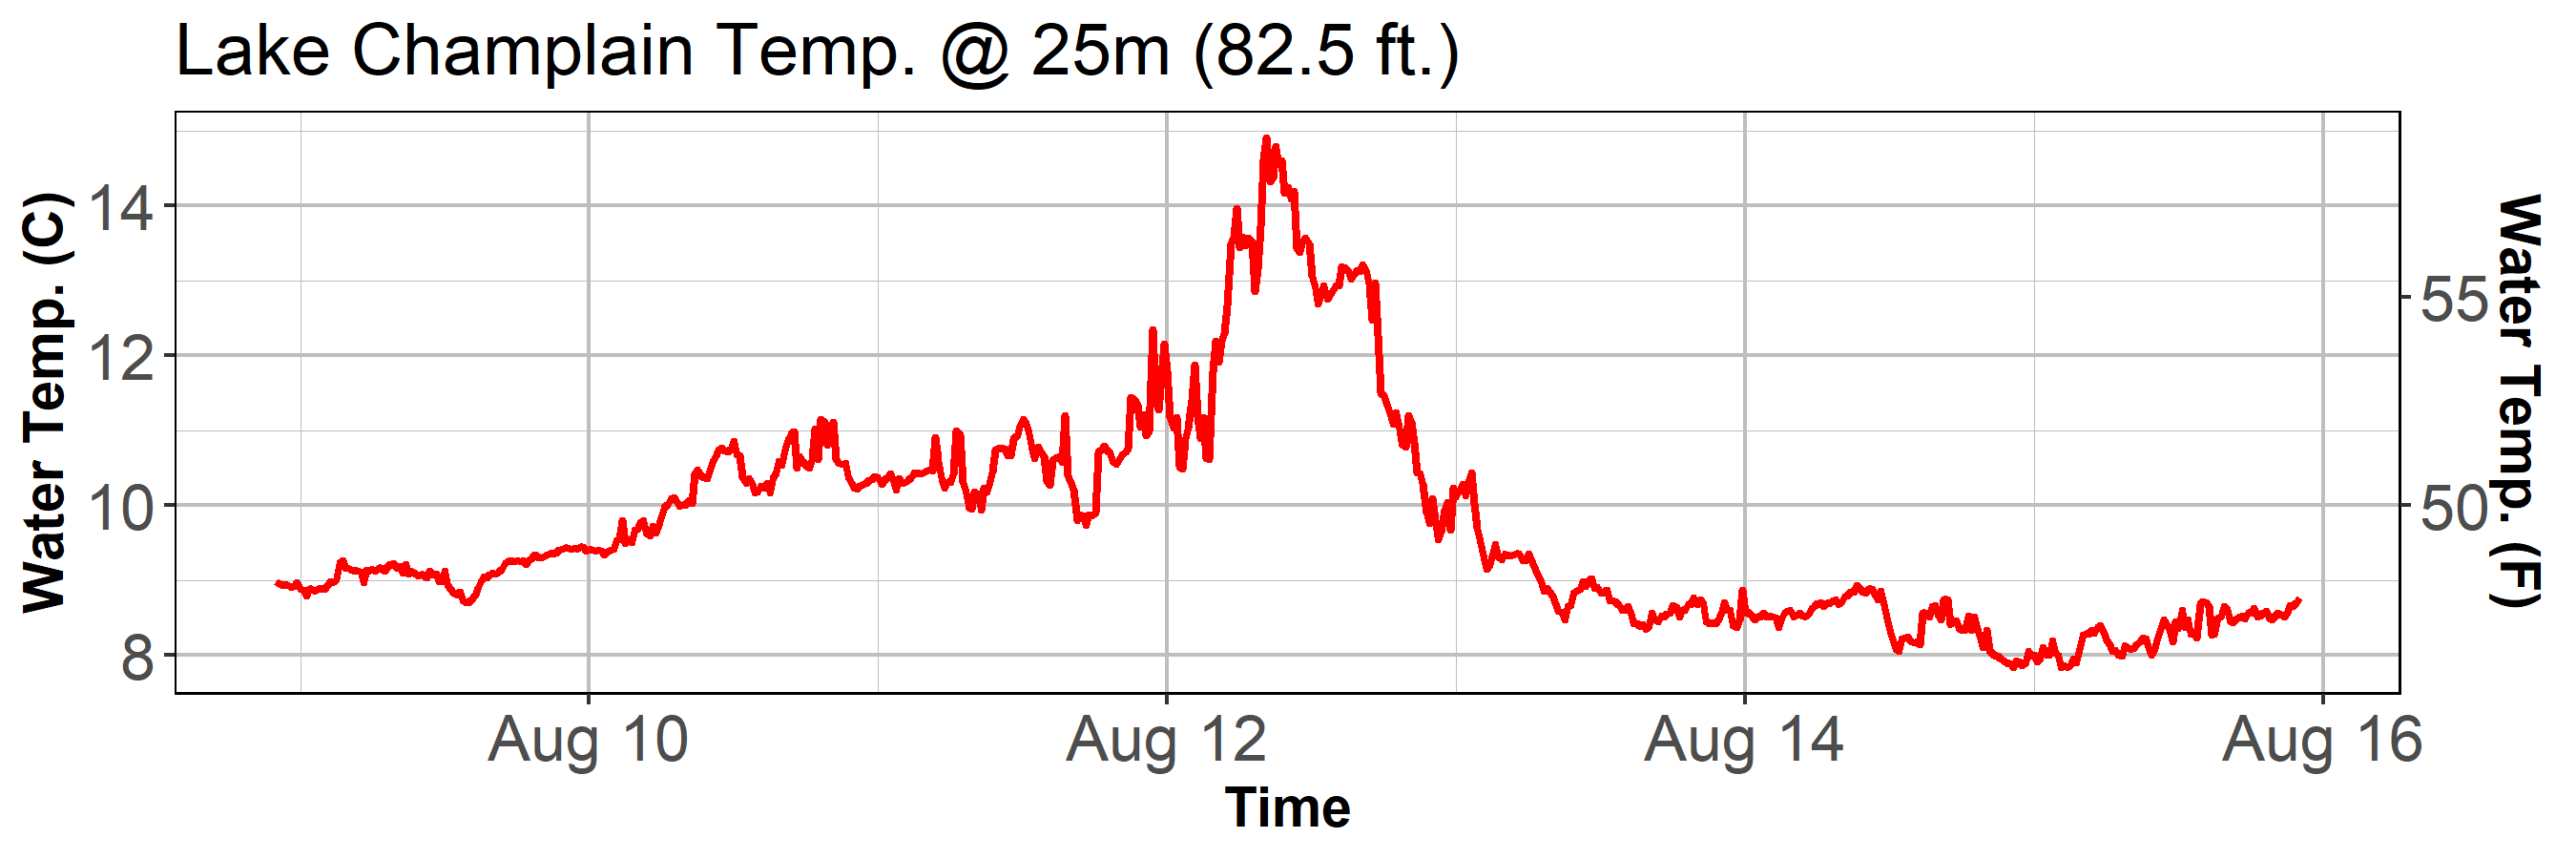 Lake Champlain Temp. @ 25m (82.5 ft.)
Water Temp. (C)
14
12
10
8
55
50
Water Temp. (F)
Aug 10
Aug 12
Aug 14
Aug 16
Time